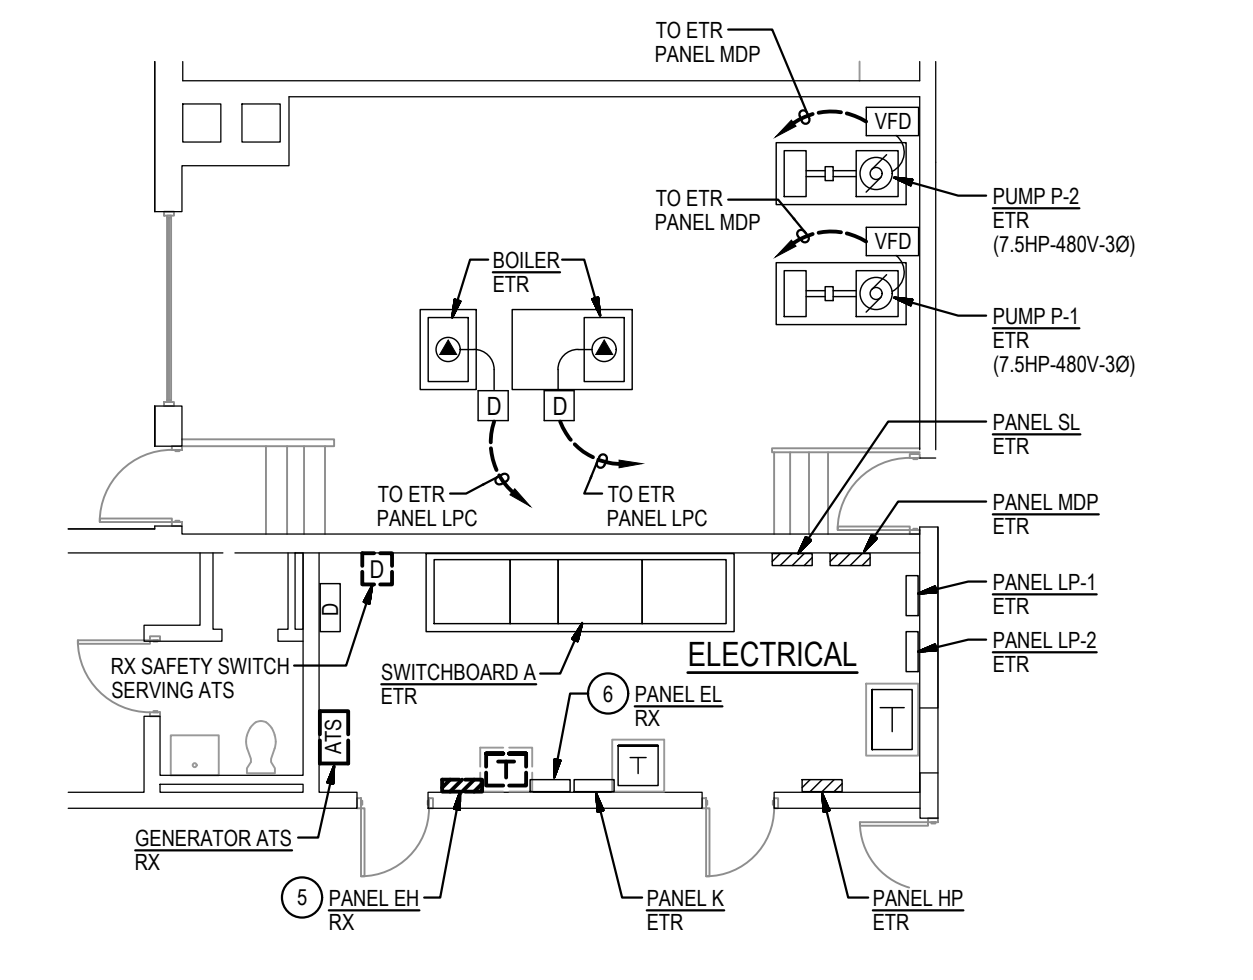 TO ETR
PANEL MDP
VFD
PUMP P-2
ETR
(7.5HP-480V-3Ø)
TO ETR
PANEL MDP
VFD
BOILER
ETR
PUMP P-1
ETR
(7.5HP-480V-3Ø)
D
D
PANEL SL
ETR
TO ETR
PANEL LPC
TO ETR
PANEL LPC
PANEL MDP
ETR
D
D
PANEL LP-1
ETR
ELECTRICAL
PANEL LP-2
ETR
RX SAFETY SWITCH
SERVING ATS
SWITCHBOARD A
ETR
6
PANEL EL
RX
ATS
T
T
T
GENERATOR ATS
RX
5
PANEL EH
RX
PANEL K
ETR
PANEL HP
ETR